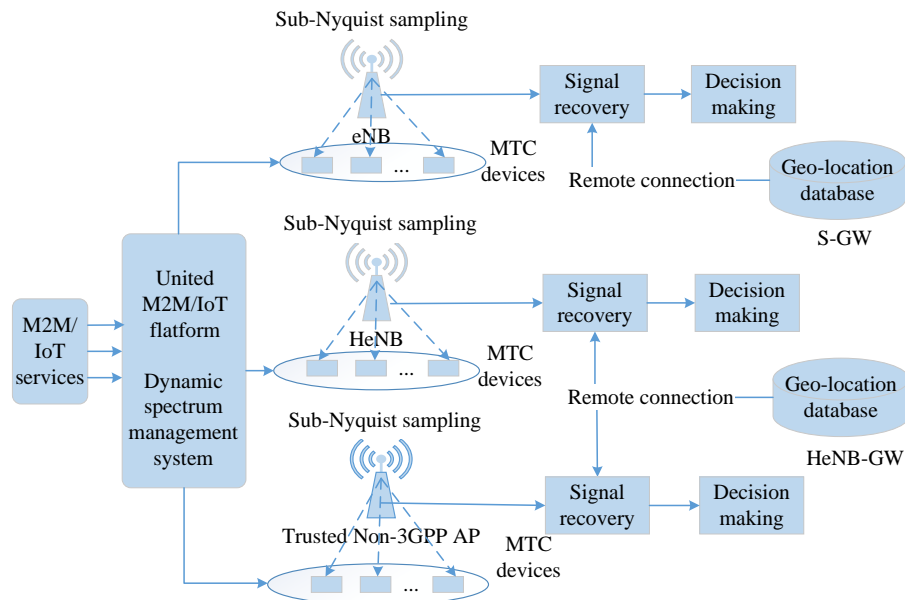 Sub-Nyquist sampling
eNB
...
MTC
devices
Signal
recovery
Decision
making
Remote connection
Geo-location
database
S-GW
M2M/
IoT
services
United
M2M/IoT
flatform
Dynamic
spectrum
management
system
Sub-Nyquist sampling
HeNB
...
MTC
devices
Signal
recovery
Decision
making
Remote connection
Geo-location
database
HeNB-GW
Sub-Nyquist sampling
Trusted Non-3GPP AP
...
MTC
devices
Signal
recovery
Decision
making